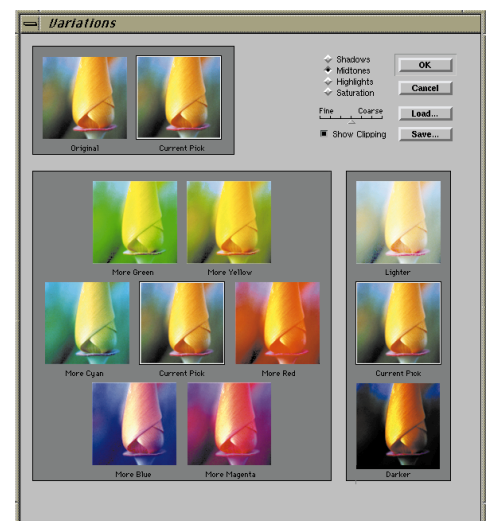 Variations
Shadows
Midtones
Highlights
Saturation
OK
Cancel
Fine Coarse
Load...
Show Clipping
Save...
Original Current Pick
More Green More Yellow
Lighter
More Cyan Current Pick More Red
Current Pick
More Blue More Magenta
Darker